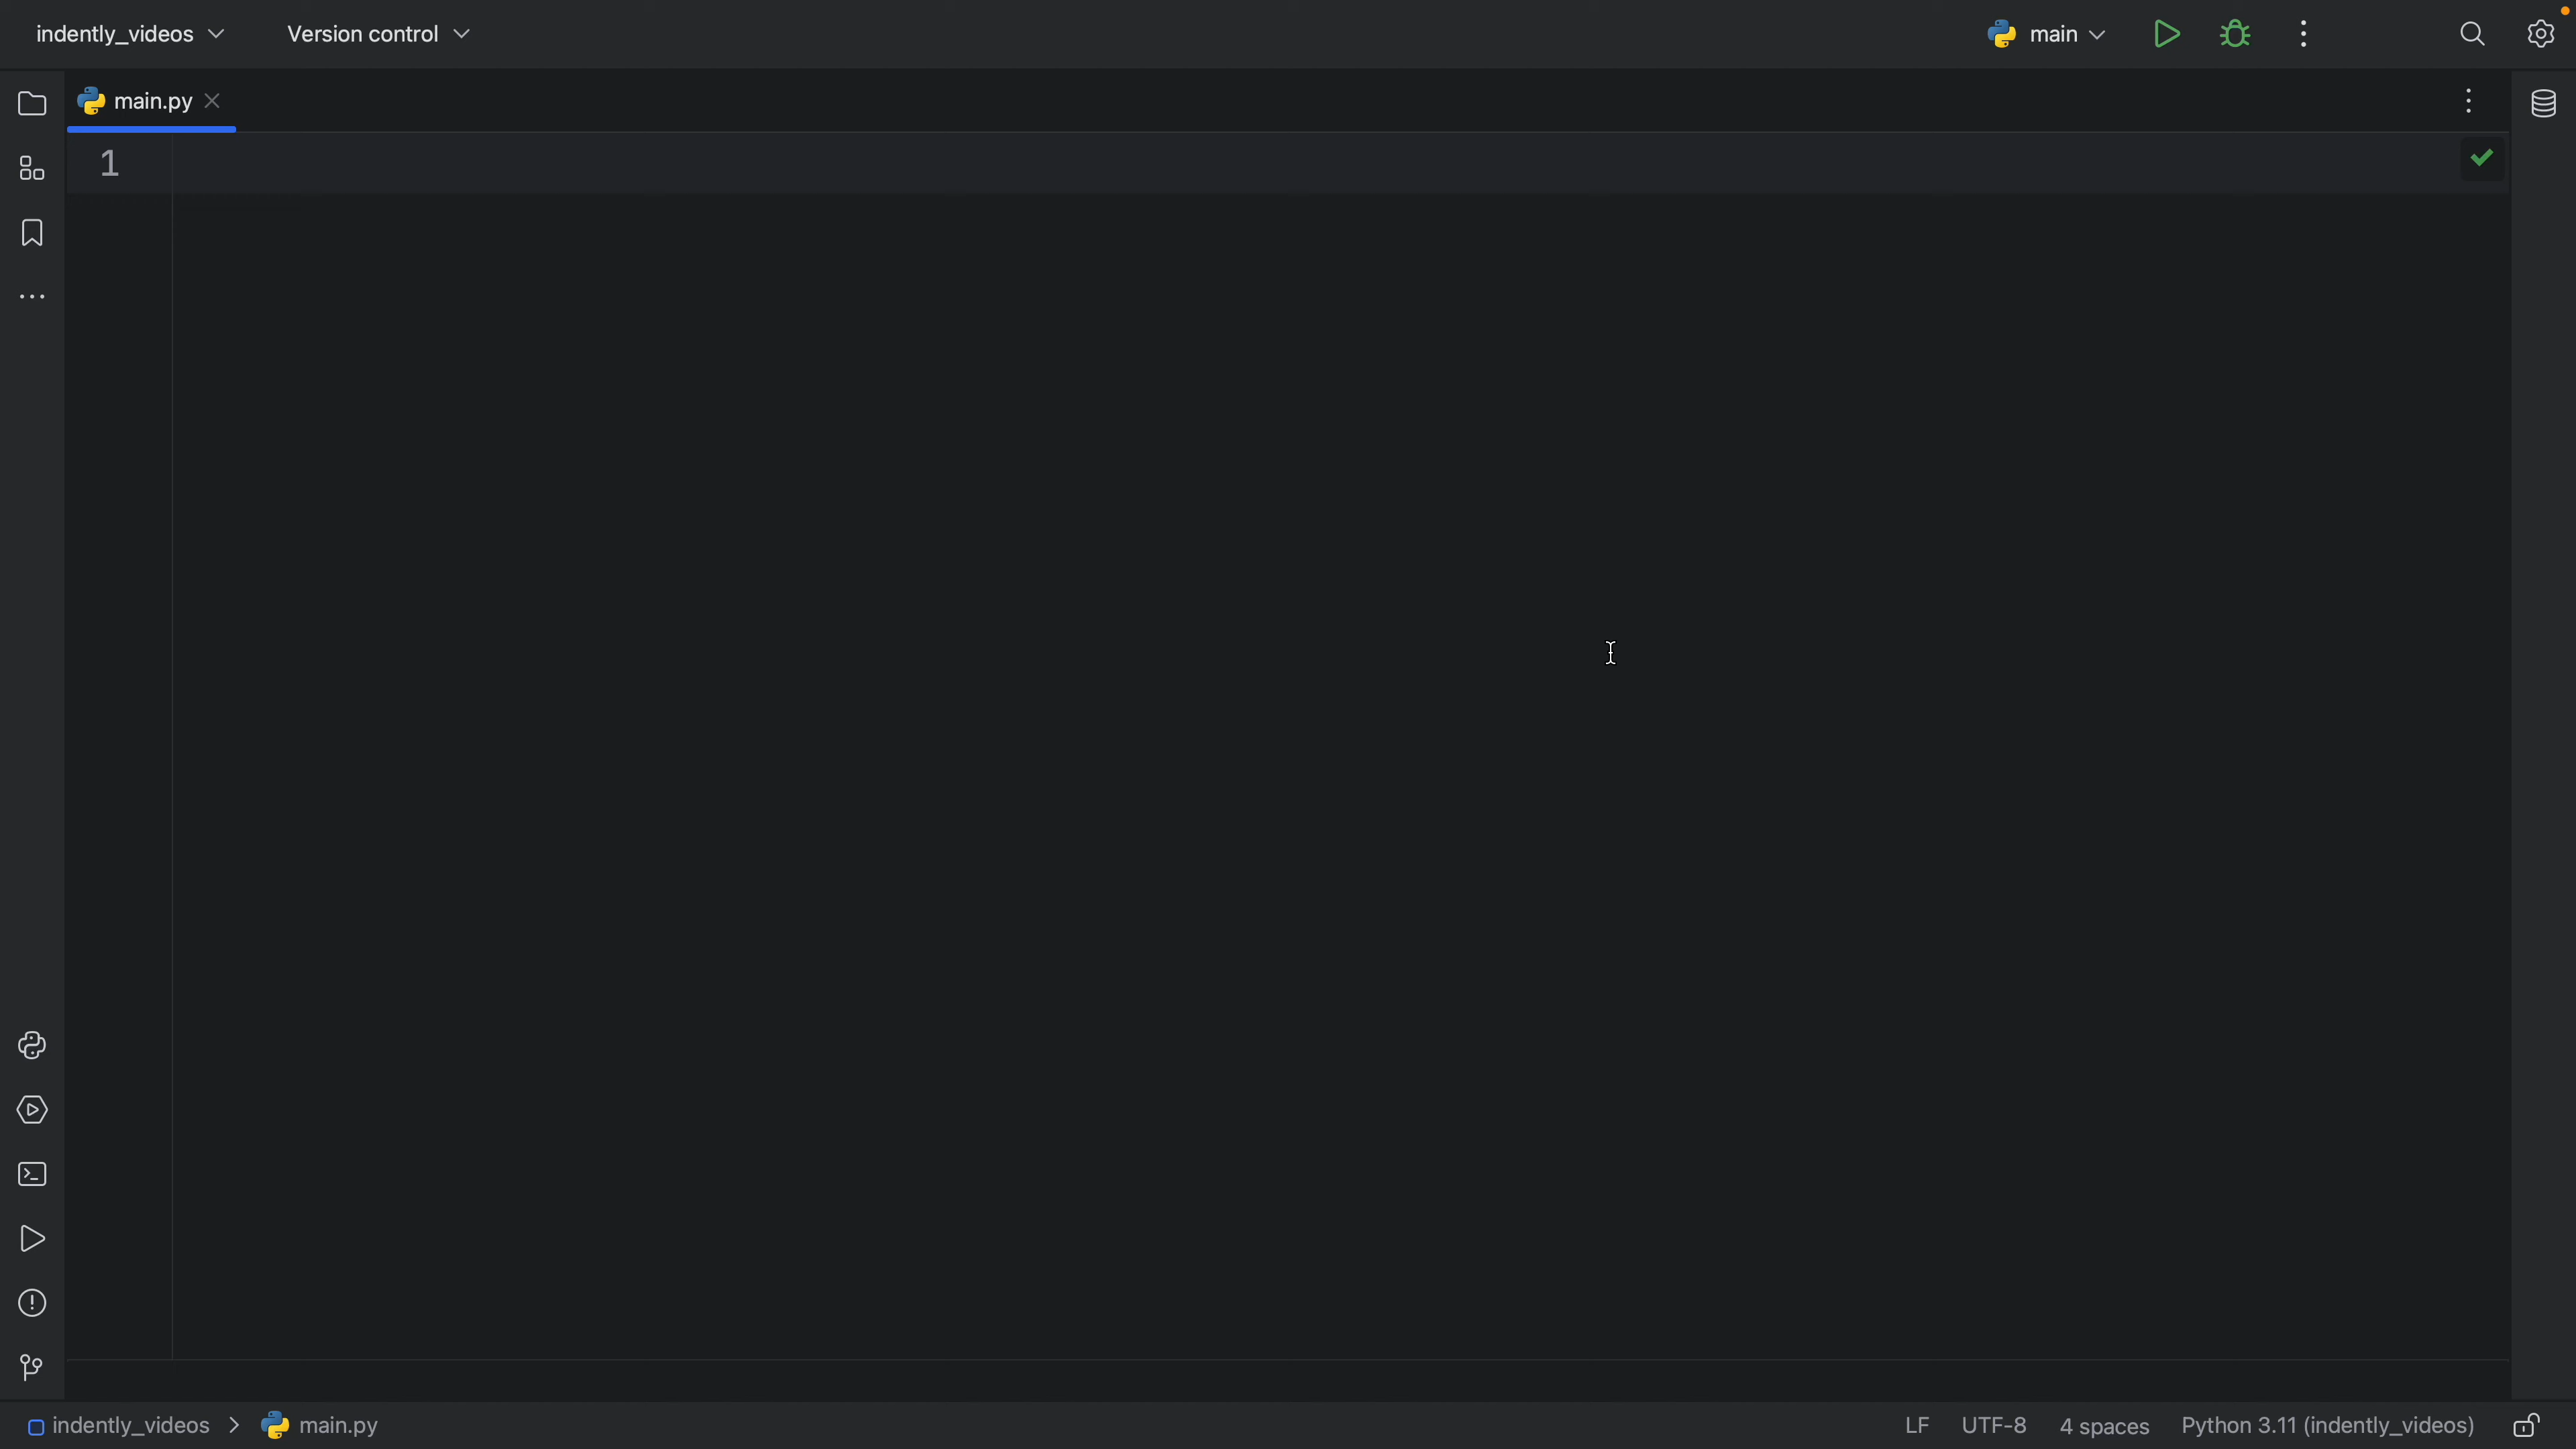 indently_videos Version control main
main.py
1
indently_videos > main.py LF UTF-8 4 spaces Python 3.11 (indently_videos)